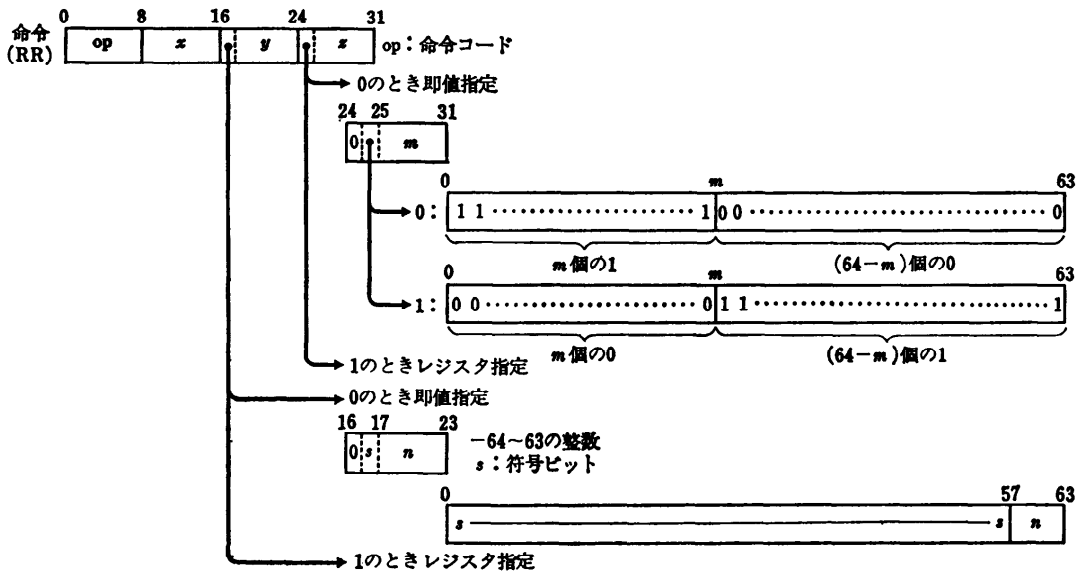 0 8 16 24 31
命令
(RR)
op x y z op：命令コード
0のとき即値指定
24 25 31
0 m
0 m 63
0： 1 1 ‥‥‥ 1 0 0 ‥‥‥ 0
m個の1 (64−m)個の0
0 m 63
1： 0 0 ‥‥‥ 0 1 1 ‥‥‥ 1
m個の0 (64−m)個の1
1のときレジスタ指定
0のとき即値指定
16 17 23
0 s n
−64～63の整数
s：符号ビット
0 57 63
s s n
1のときレジスタ指定